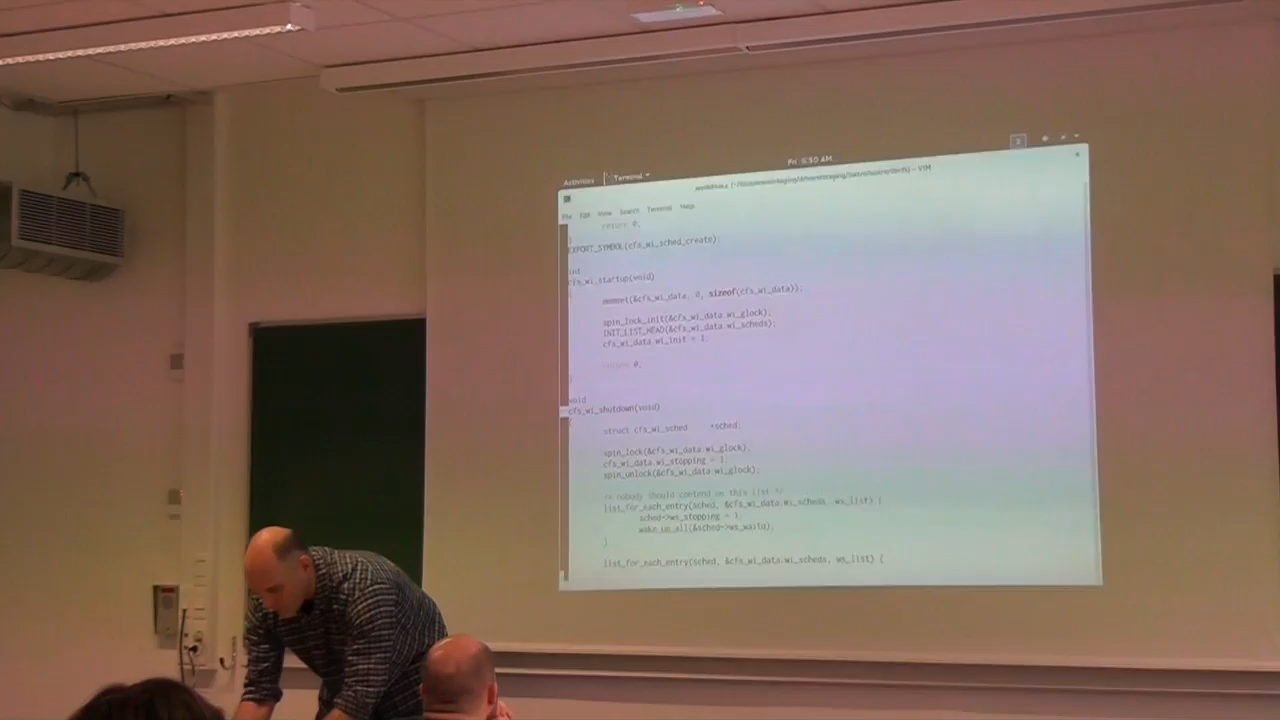 Fri 5:30 AM
Activities Terminal
VIM
File Edit View Search Terminal Help
return 0;
}
EXPORT_SYMBOL(cfs_wi_sched_create);
int
cfs_wi_startup(void)
{
memset(&cfs_wi_data, 0, sizeof(cfs_wi_data));
spin_lock_init(&cfs_wi_data.wi_glock);
INIT_LIST_HEAD(&cfs_wi_data.wi_scheds);
cfs_wi_data.wi_init = 1;
return 0;
}
void
cfs_wi_shutdown(void)
{
struct cfs_wi_sched *sched;
spin_lock(&cfs_wi_data.wi_glock);
cfs_wi_data.wi_stopping = 1;
spin_unlock(&cfs_wi_data.wi_glock);
/* nobody should contend on this list */
list_for_each_entry(sched, &cfs_wi_data.wi_scheds, ws_list) {
sched->ws_stopping = 1;
wake_up_all(&sched->ws_waitq);
}
list_for_each_entry(sched, &cfs_wi_data.wi_scheds, ws_list) {